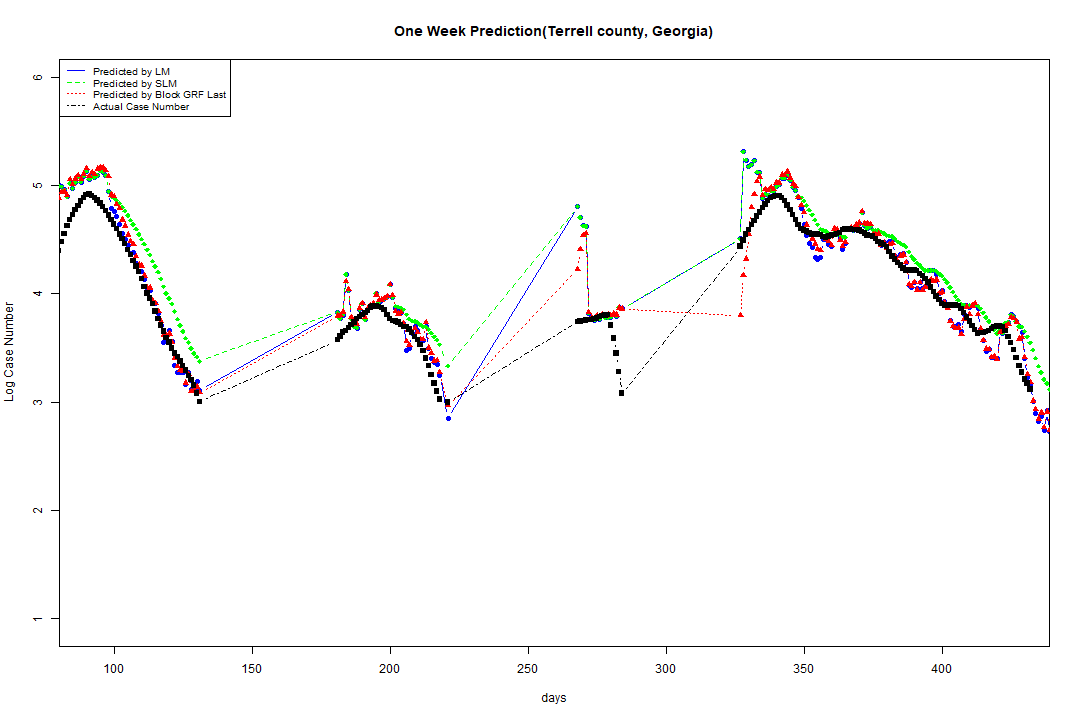 One Week Prediction(Terrell county, Georgia)
Predicted by LM
Predicted by SLM
Predicted by Block GRF Last
Actual Case Number
6
5
4
3
2
1
Log Case Number
100 150 200 250 300 350 400
days